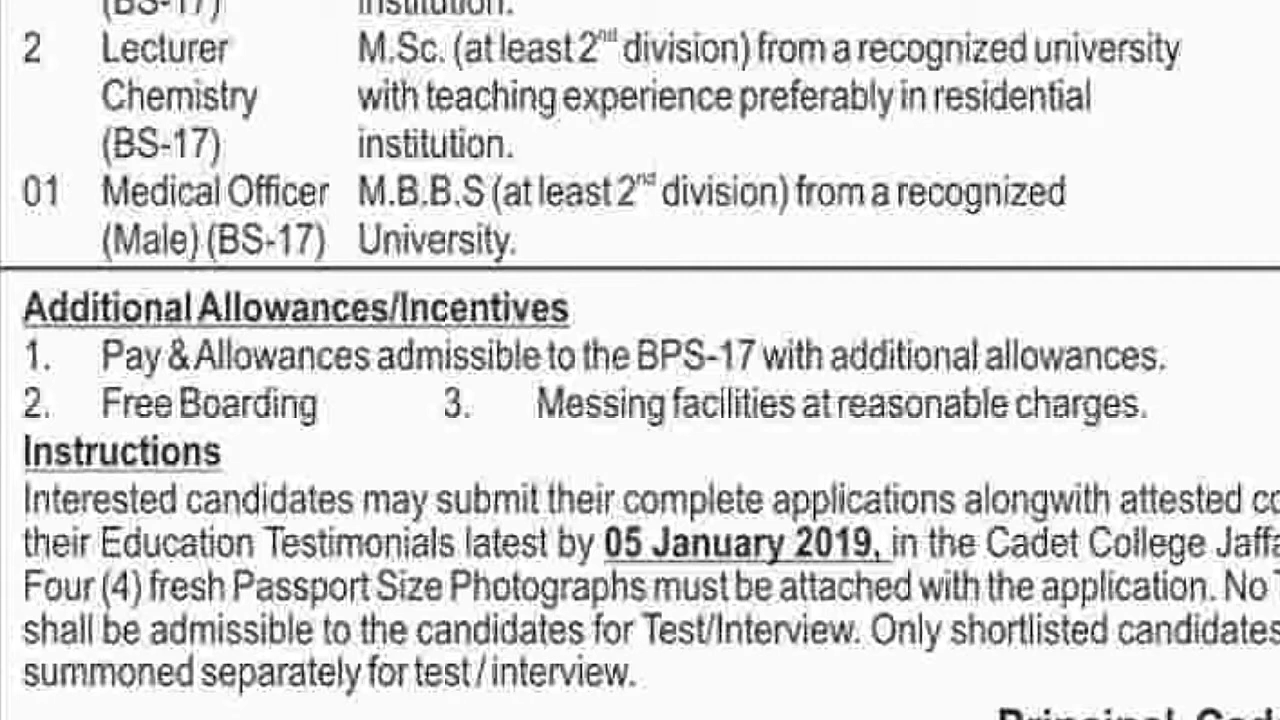 (BS-17) institution.
2 Lecturer M.Sc. (at least 2nd division) from a recognized university
Chemistry with teaching experience preferably in residential
(BS-17) institution.
01 Medical Officer M.B.B.S (at least 2nd division) from a recognized
(Male) (BS-17) University.
Additional Allowances/Incentives
1. Pay & Allowances admissible to the BPS-17 with additional allowances.
2. Free Boarding 3. Messing facilities at reasonable charges.
Instructions
Interested candidates may submit their complete applications alongwith attested
their Education Testimonials latest by 05 January 2019, in the Cadet College
Four (4) fresh Passport Size Photographs must be attached with the application. No
shall be admissible to the candidates for Test/Interview. Only shortlisted candidates
summoned separately for test / interview.
Principal,